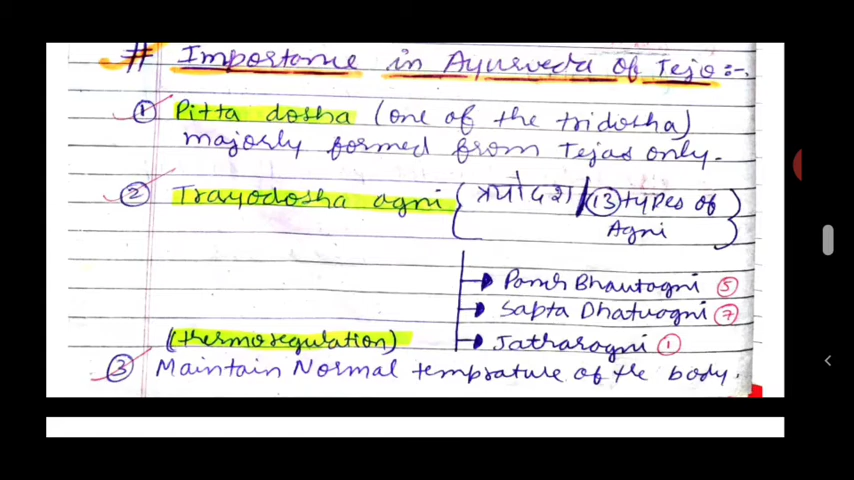 # Importance in Ayurveda of Tejo :-.
① Pitta dosha (one of the tridosha)
majorly formed from Tejas only.
② Trayodosha agni { त्रयोदश / 13 types of
Agni }
Panch Bhautagni ⑤
Sapta Dhatuagni ⑦
(thermoregulation) Jatharagni ①
③ Maintain Normal temprature of the body.